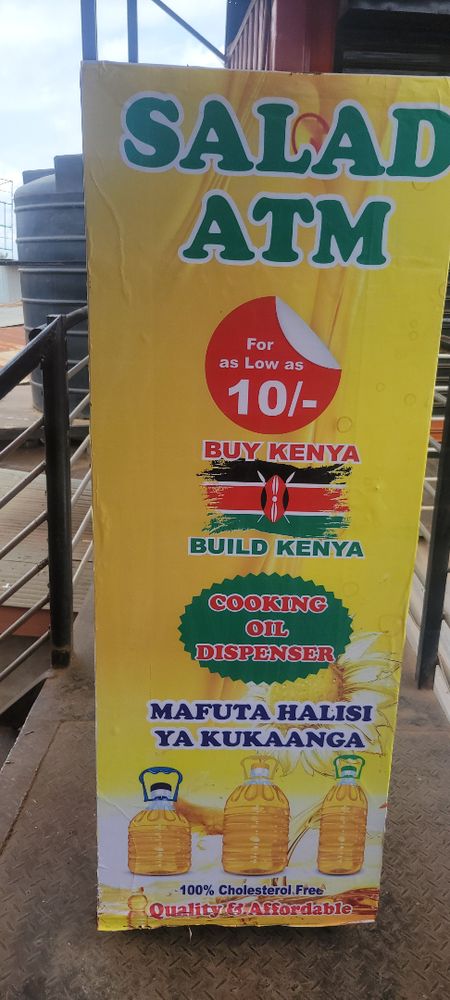 SALAD
ATM
For
as Low as
10/-
BUY KENYA
BUILD KENYA
COOKING
OIL
DISPENSER
MAFUTA HALISI
YA KUKAANGA
100% Cholesterol Free
Quality & Affordable